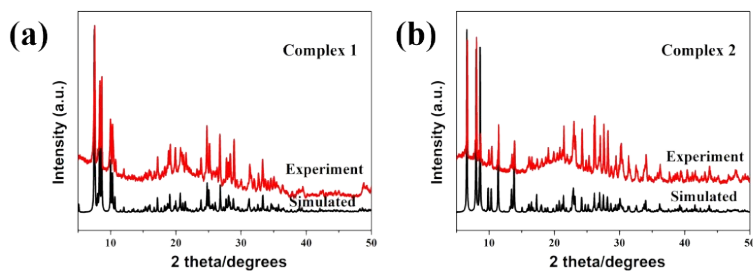 (a)
Complex 1
Intensity (a.u.)
Experiment
Simulated
10
20
30
40
50
2 theta/degrees
(b)
Complex 2
Intensity (a.u.)
Experiment
Simulated
10
20
30
40
50
2 theta/degrees